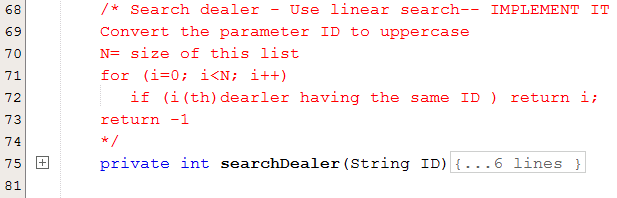 68 /* Search dealer - Use linear search-- IMPLEMENT IT
69 Convert the parameter ID to uppercase
70 N= size of this list
71 for (i=0; i<N; i++)
72 if (i(th)dearler having the same ID ) return i;
73 return -1
74 */
75 private int searchDealer(String ID){...6 lines }
81